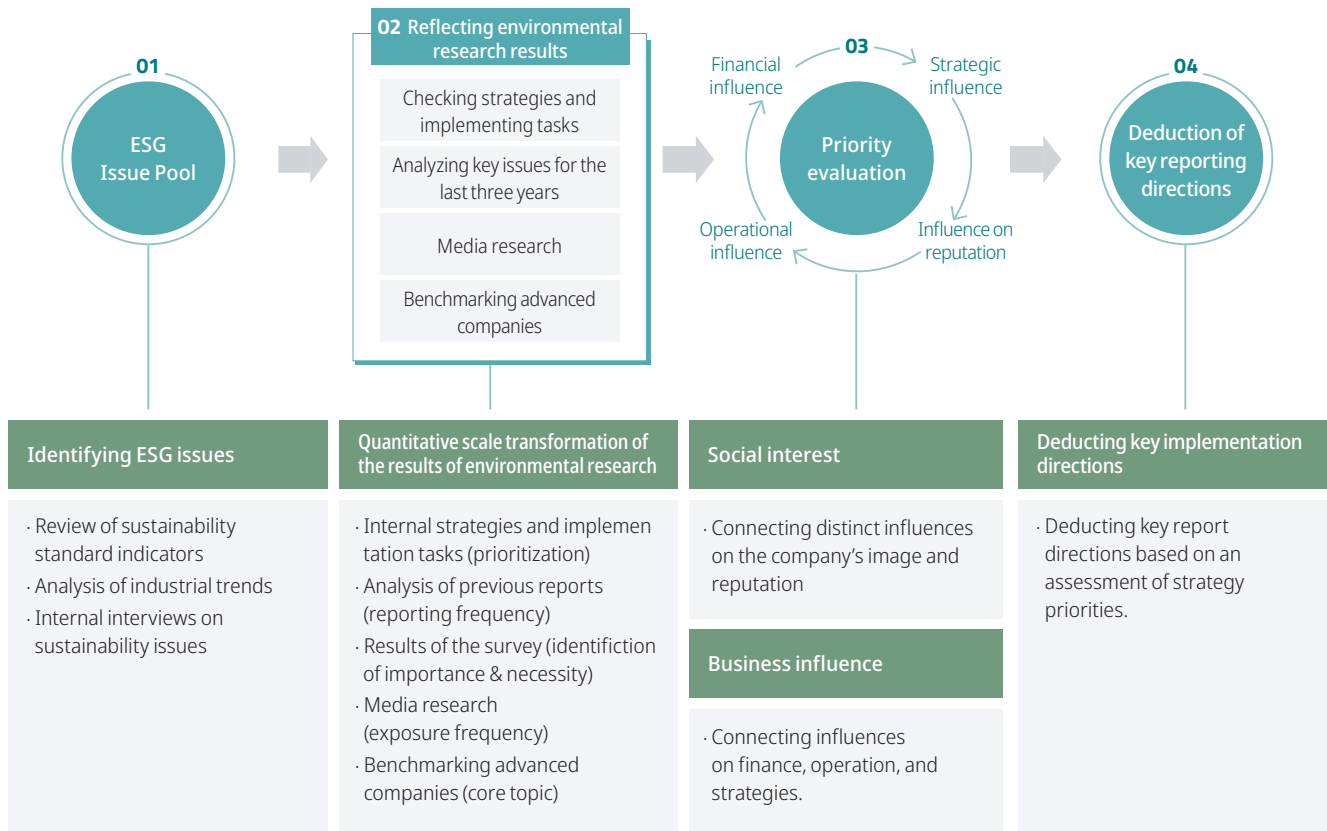 01
ESG
Issue Pool
02 Reflecting environmental
research results
Checking strategies and
implementing tasks
Analyzing key issues for the
last three years
Media research
Benchmarking advanced
companies
03
Financial
influence
Strategic
influence
Priority
evaluation
Operational
influence
Influence on
reputation
04
Deduction of
key reporting
directions
Identifying ESG issues
· Review of sustainability
standard indicators
· Analysis of industrial trends
· Internal interviews on
sustainability issues
Quantitative scale transformation of
the results of environmental research
· Internal strategies and implemen
tation tasks (prioritization)
· Analysis of previous reports
(reporting frequency)
· Results of the survey (identifiction
of importance & necessity)
· Media research
(exposure frequency)
· Benchmarking advanced
companies (core topic)
Social interest
· Connecting distinct influences
on the company’s image and
reputation
Business influence
· Connecting influences
on finance, operation, and
strategies.
Deducting key implementation
directions
· Deducting key report
directions based on an
assessment of strategy
priorities.